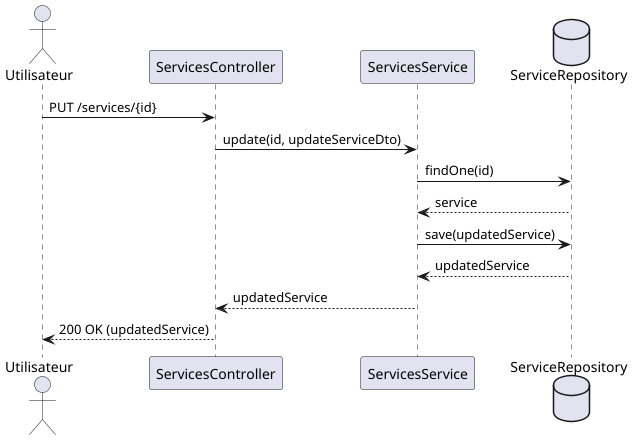 Utilisateur
ServicesController
ServicesService
ServiceRepository
PUT /services/{id}
update(id, updateServiceDto)
findOne(id)
service
save(updatedService)
updatedService
updatedService
200 OK (updatedService)
Utilisateur
ServicesController
ServicesService
ServiceRepository